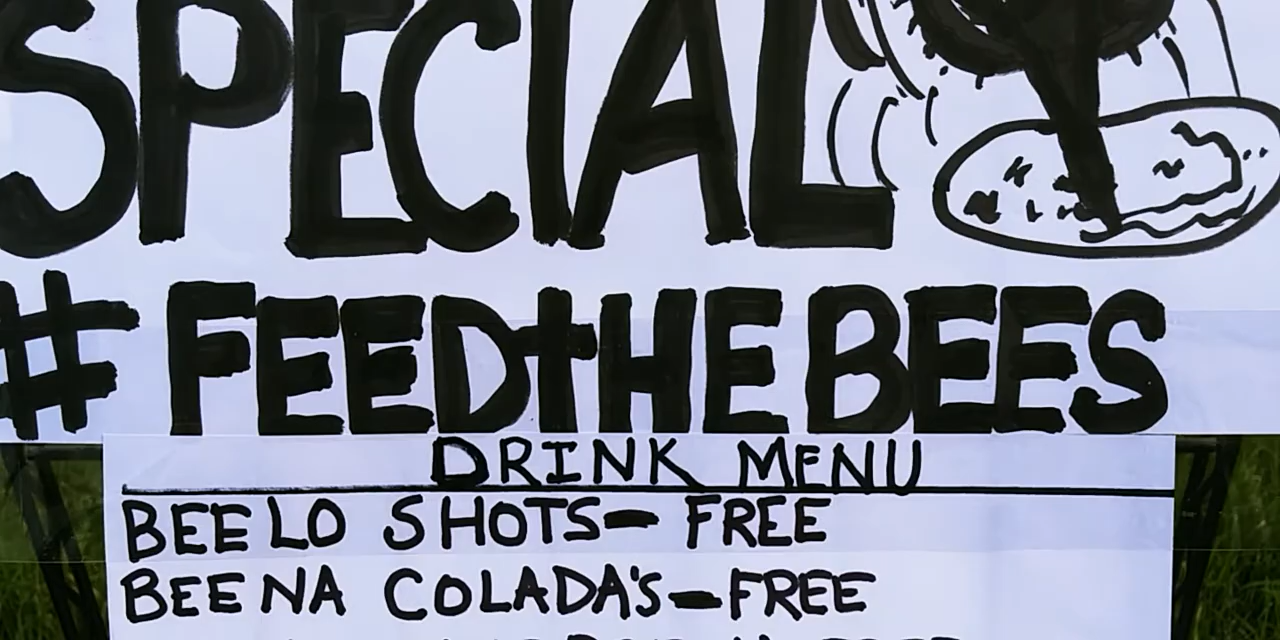 SPECIAL
#FEEDtHEBEES
DRINK MENU
BEELO SHOTS- FREE
BEENA COLADA'S-FREE